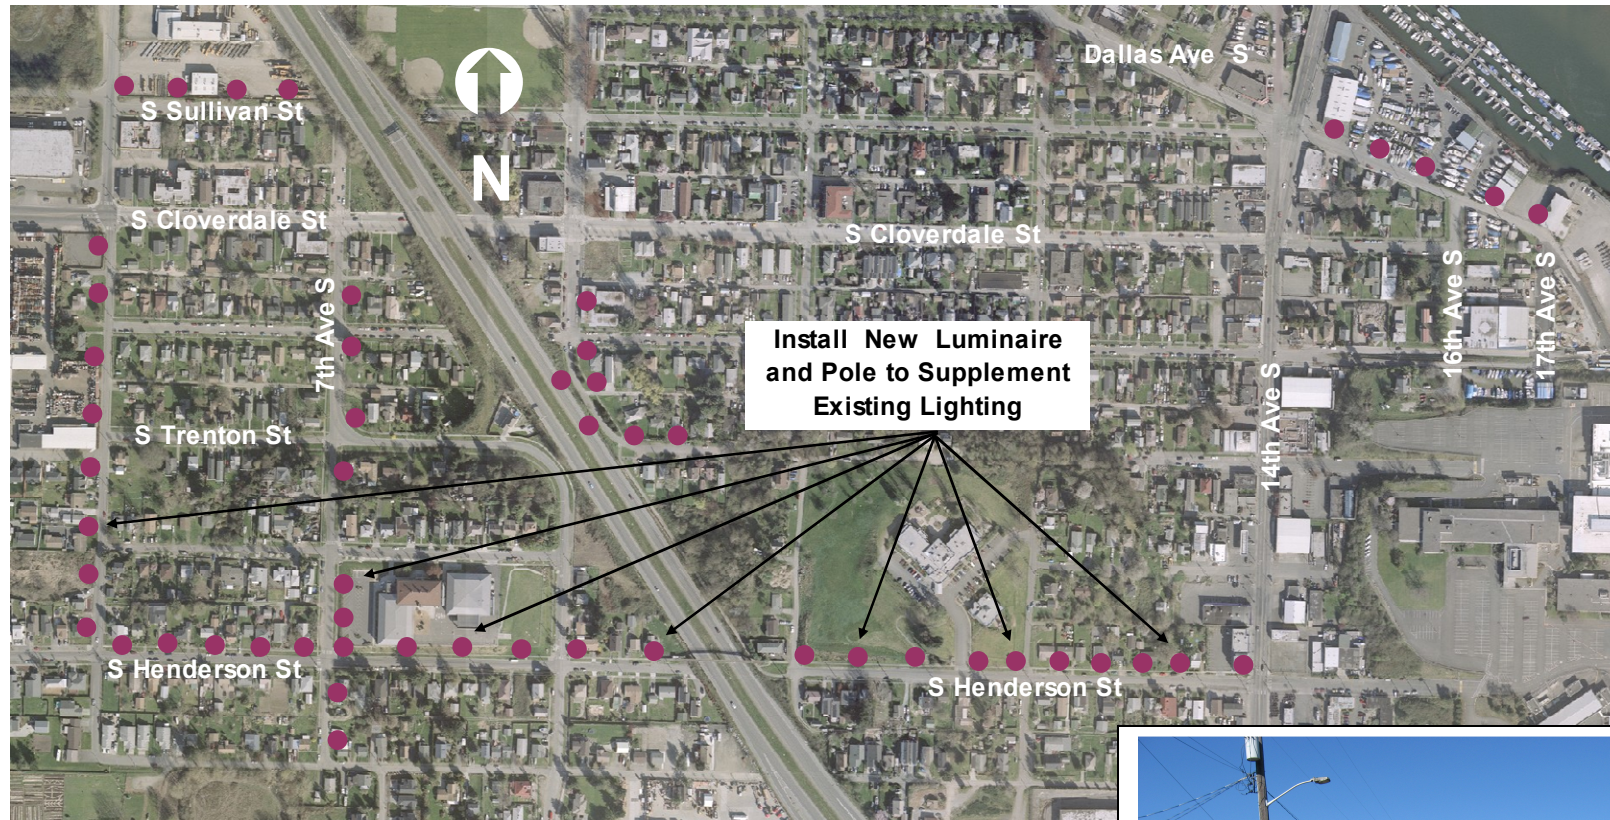 Dallas Ave S
S Sullivan St
N
S Cloverdale St
S Cloverdale St
7th Ave S
16th Ave S
17th Ave S
Install New Luminaire
and Pole to Supplement
Existing Lighting
14th Ave S
S Trenton St
S Henderson St
S Henderson St